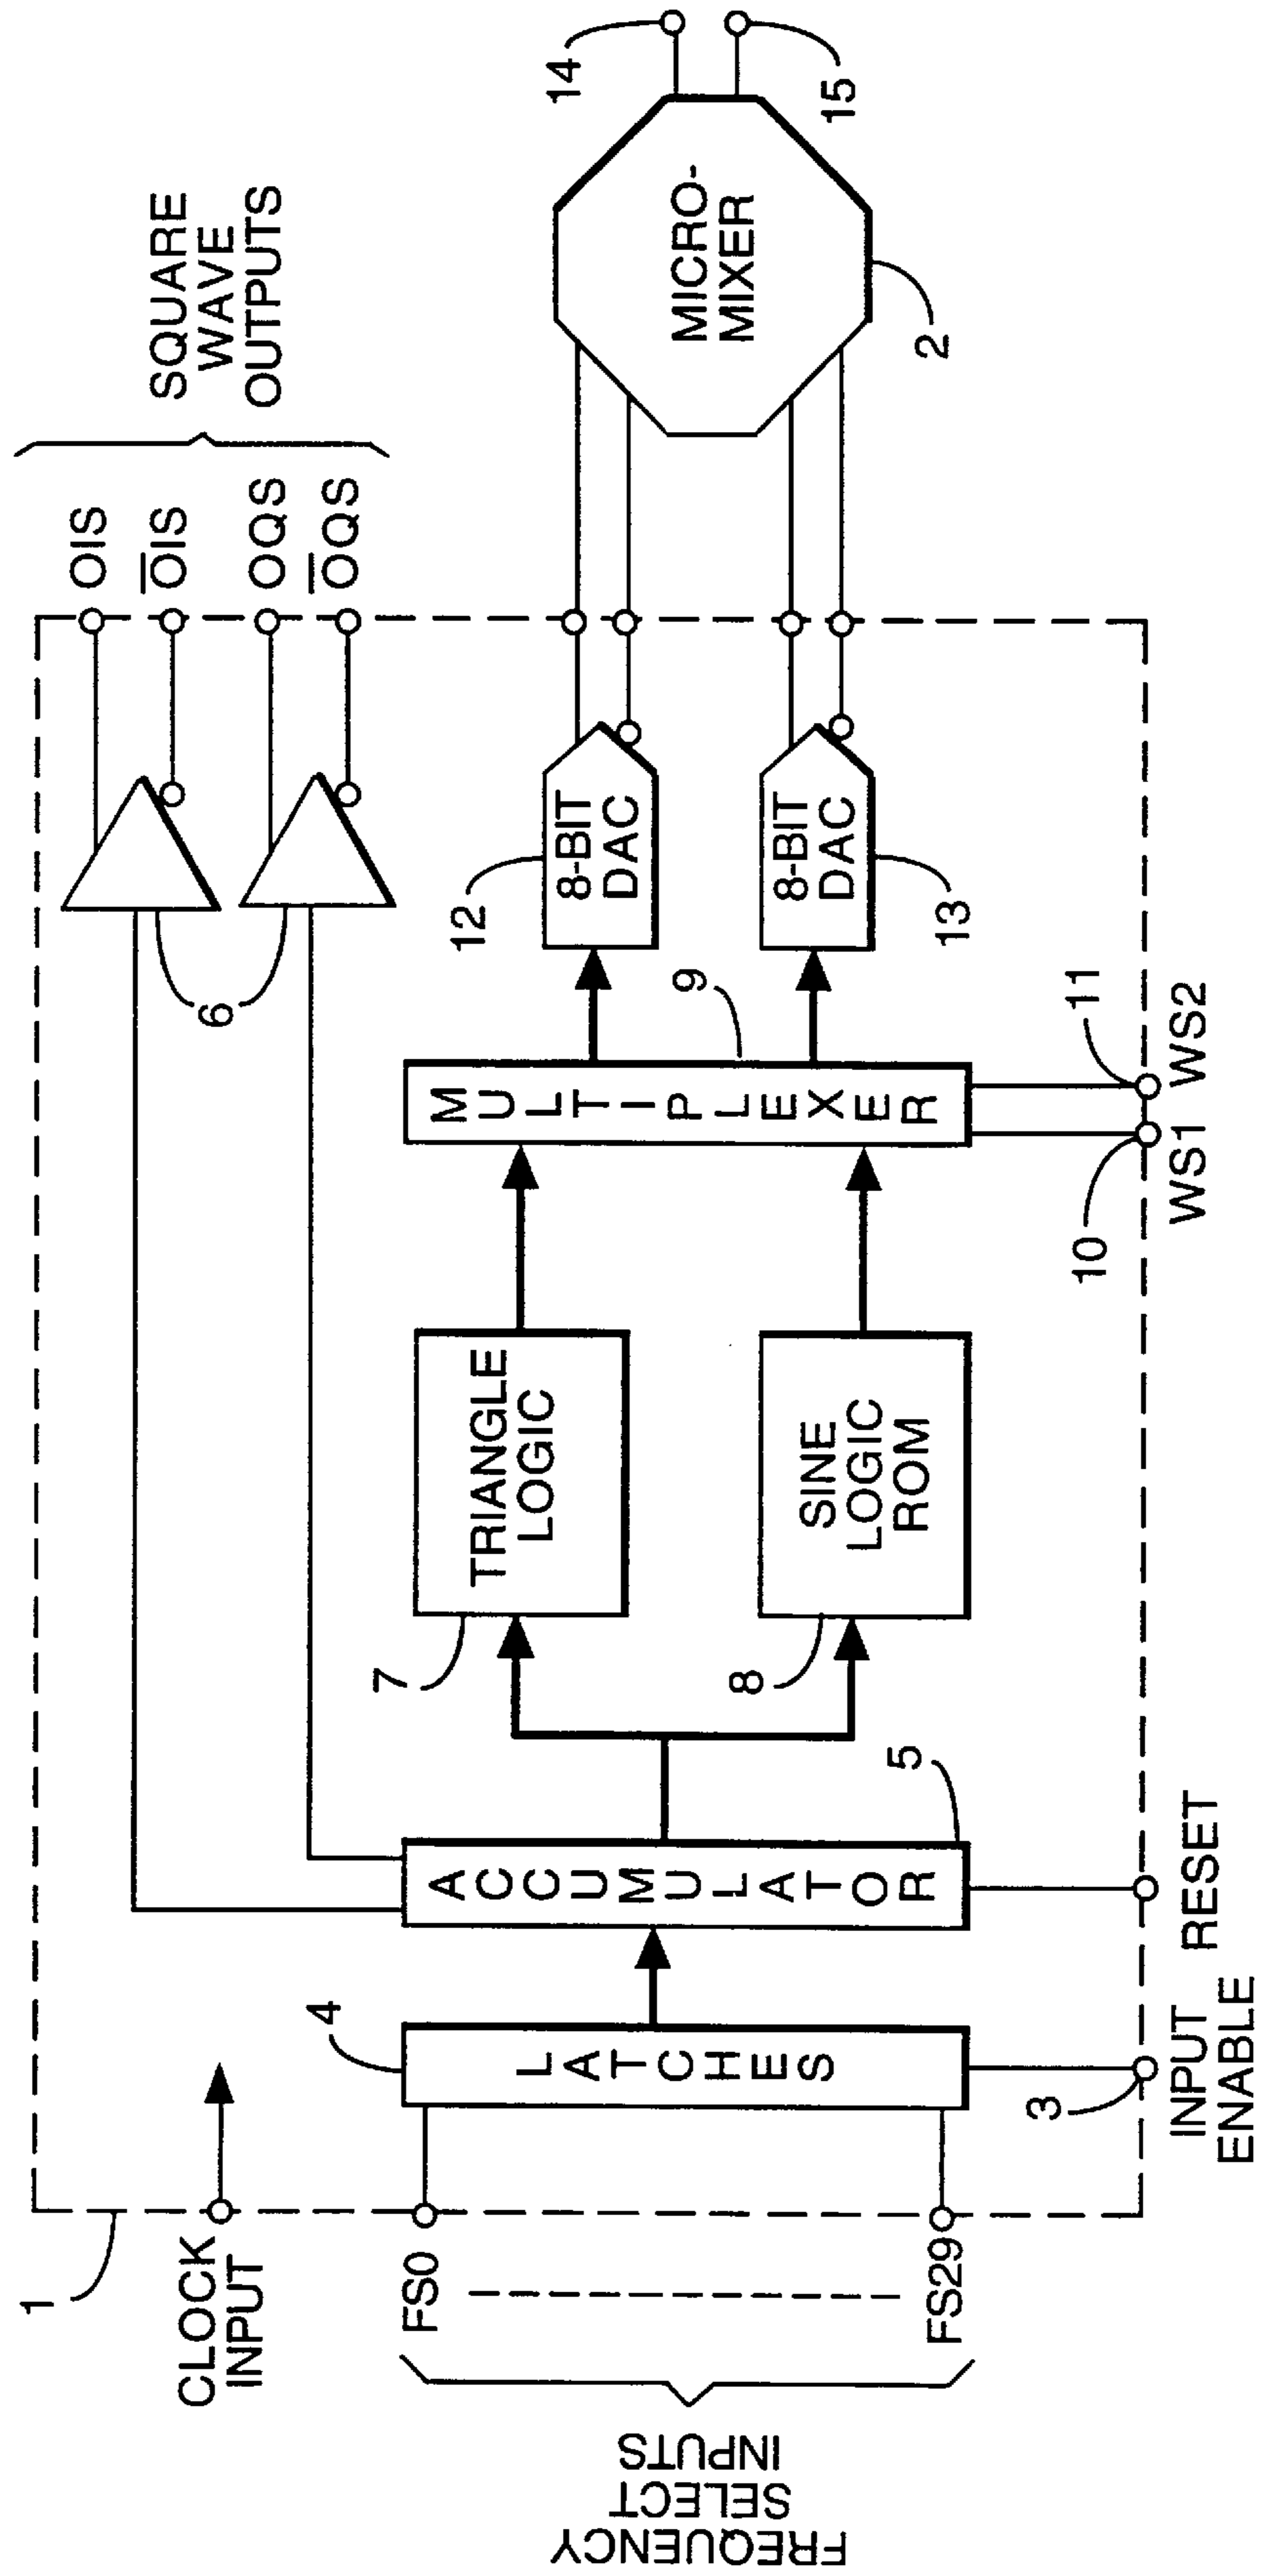 1
CLOCK
INPUT
FREQUENCY
SELECT
INPUTS
FS0
FS29
4
LATCHES
3
INPUT
ENABLE
ACCUMULATOR
5
RESET
7
TRIANGLE
LOGIC
8
SINE
LOGIC
ROM
MULTIPLEXER
9
10
WS1
11
WS2
6
12
8-BIT
DAC
8-BIT
DAC
13
OIS
O̅IS
OQS
O̅QS
SQUARE
WAVE
OUTPUTS
MICRO-
MIXER
2
14
15